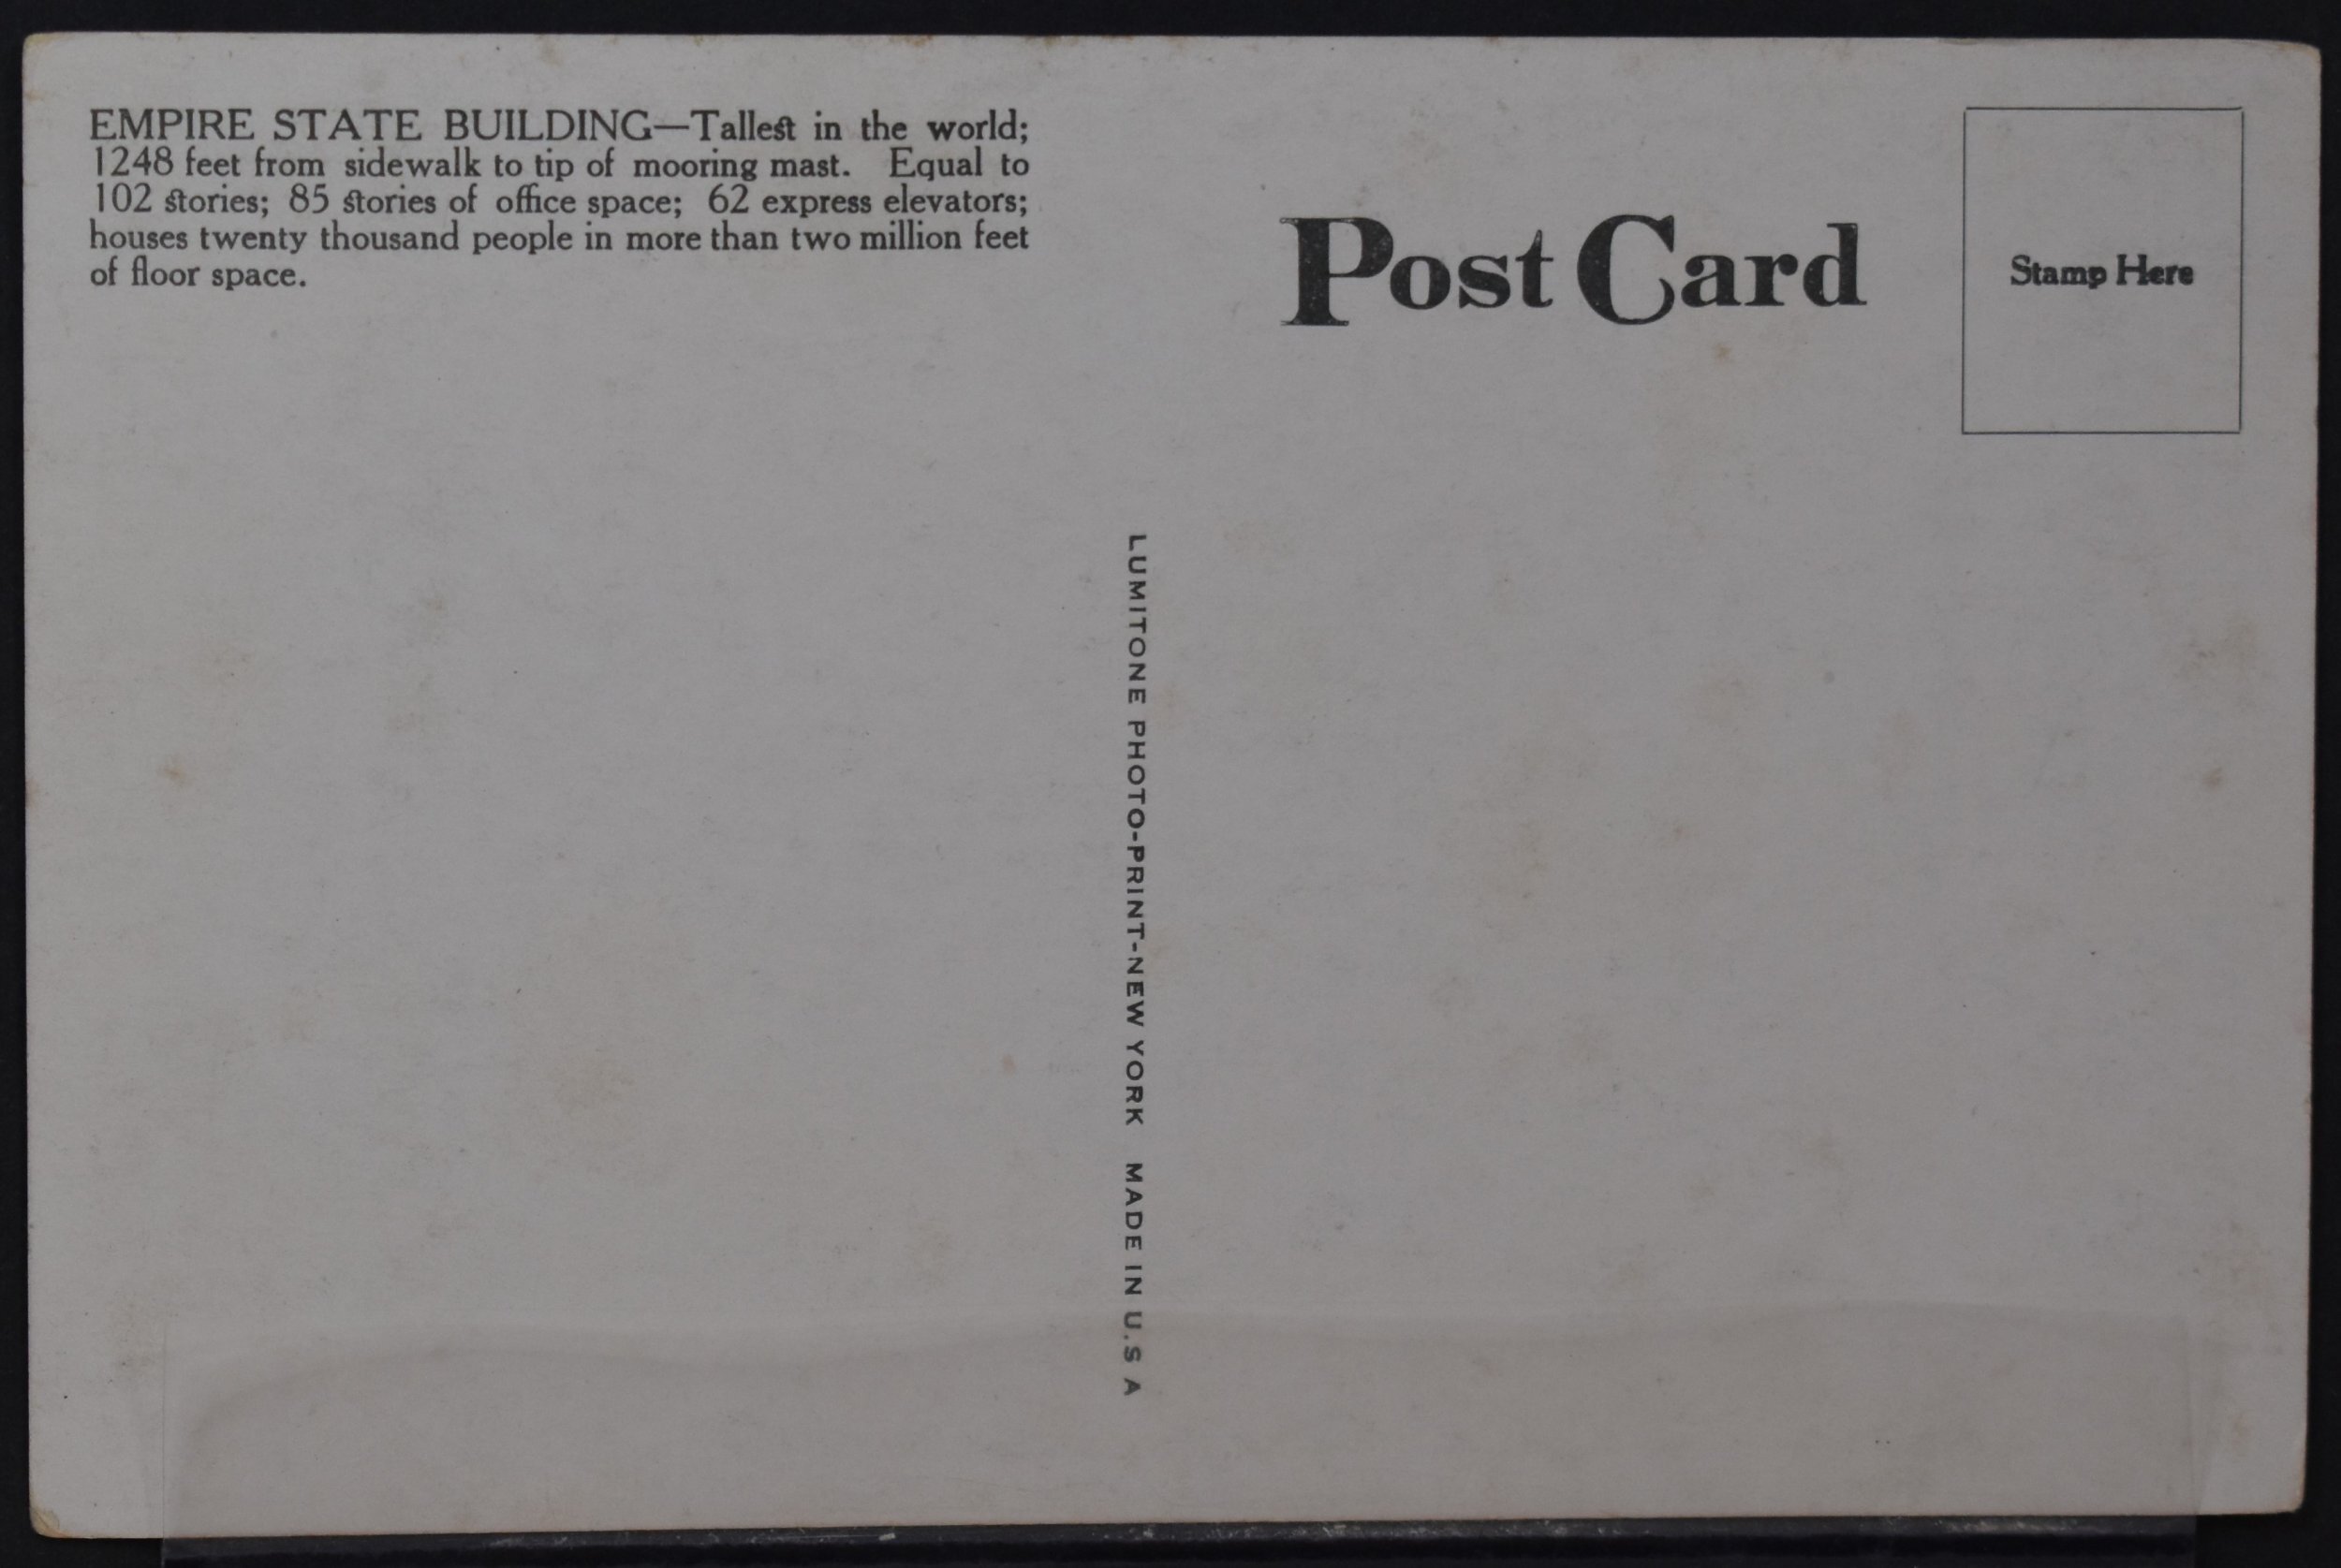 EMPIRE STATE BUILDING—Tallest in the world;
1248 feet from sidewalk to tip of mooring mast. Equal to
102 stories; 85 stories of office space; 62 express elevators;
houses twenty thousand people in more than two million feet
of floor space.
Post Card
Stamp Here
LUMITONE PHOTO-PRINT-NEW YORK MADE IN U.S A